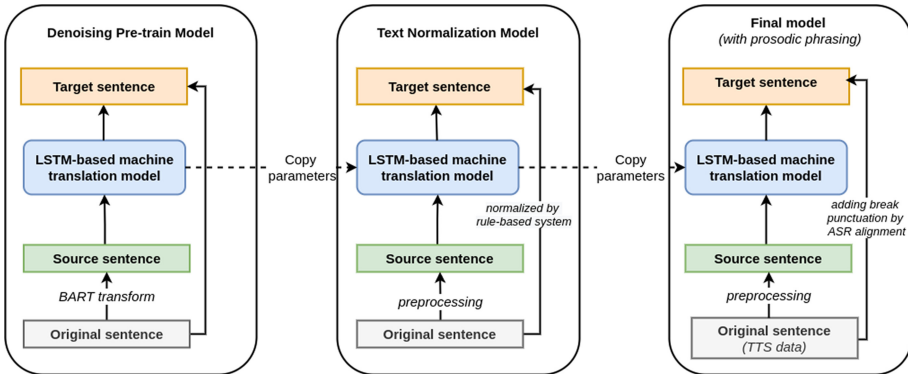 Denoising Pre-train Model
Target sentence
LSTM-based machine
translation model
Source sentence
BART transform
Original sentence
Copy
parameters
Text Normalization Model
Target sentence
LSTM-based machine
translation model
normalized by
rule-based system
Source sentence
preprocessing
Original sentence
Copy
parameters
Final model
(with prosodic phrasing)
Target sentence
LSTM-based machine
translation model
adding break
punctuation by
ASR alignment
Source sentence
preprocessing
Original sentence
(TTS data)